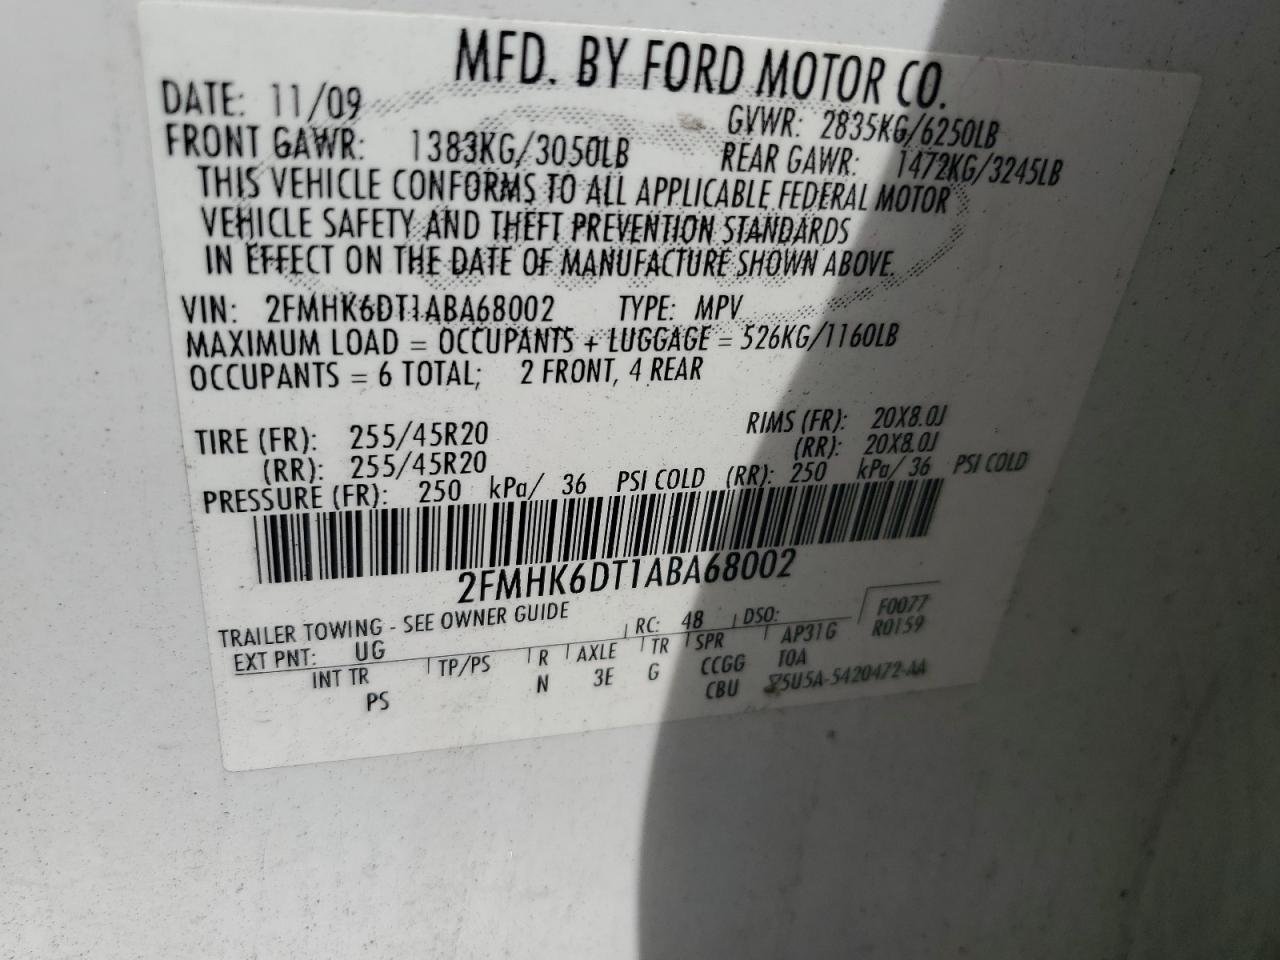 MFD. BY FORD MOTOR CO.
DATE: 11/09 GVWR: 2835KG/6250LB
FRONT GAWR: 1383KG/3050LB REAR GAWR: 1472KG/3245LB
THIS VEHICLE CONFORMS TO ALL APPLICABLE FEDERAL MOTOR
VEHICLE SAFETY AND THEFT PREVENTION STANDARDS
IN EFFECT ON THE DATE OF MANUFACTURE SHOWN ABOVE.
VIN: 2FMHK6DT1ABA68002 TYPE: MPV
MAXIMUM LOAD = OCCUPANTS + LUGGAGE = 526KG/1160LB
OCCUPANTS = 6 TOTAL; 2 FRONT, 4 REAR
TIRE (FR): 255/45R20 RIMS (FR): 20X8.0J
(RR): 255/45R20 (RR): 20X8.0J
PRESSURE (FR): 250 kPa/ 36 PSI COLD (RR): 250 kPa/ 36 PSI COLD
2FMHK6DT1ABA68002
TRAILER TOWING - SEE OWNER GUIDE F0077
EXT PNT: UG RC: 48 DSO: R0159
INT TR TP/PS R AXLE TR SPR AP31G
PS N 3E G CCGG 10A
CBU 5U5A-5420472-AA